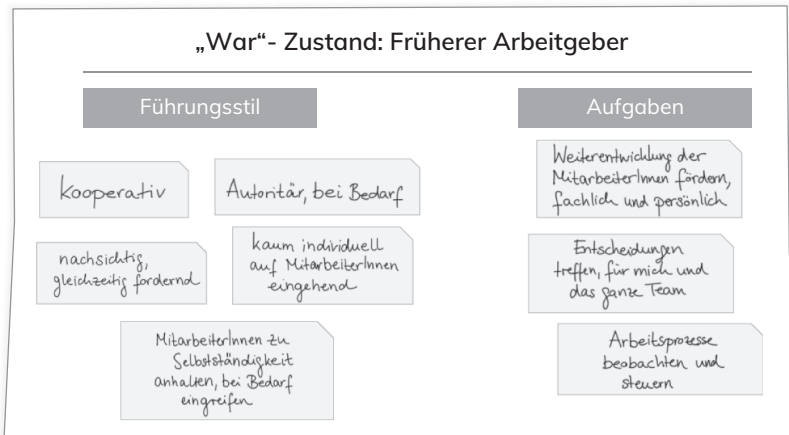 „War“- Zustand: Früherer Arbeitgeber
Führungsstil
kooperativ
Autoritär, bei Bedarf
nachsichtig,
gleichzeitig fordernd
kaum individuell
auf MitarbeiterInnen
eingehend
MitarbeiterInnen zu
Selbstständigkeit
anhalten, bei Bedarf
eingreifen
Aufgaben
Weiterentwicklung der
MitarbeiterInnen fördern,
fachlich und persönlich
Entscheidungen
treffen, für mich und
das ganze Team
Arbeitsprozesse
beobachten und
steuern